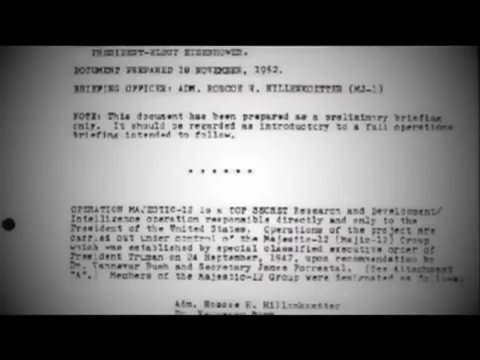 PRESIDENT-ELECT EISENHOWER.
DOCUMENT PREPARED 18 NOVEMBER, 1952.
BRIEFING OFFICER: ADM. ROSCOE H. HILLENKOETTER (MJ-1)
NOTE: This document has been prepared as a preliminary briefing
only. It should be regarded as introductory to a full operations
briefing intended to follow.
* * * * * *
OPERATION MAJESTIC-12 is a TOP SECRET Research and Development/
Intelligence operation responsible directly and only to the
President of the United States. Operations of the project are
carried out under control of the Majestic-12 (Majic-12) Group
which was established by special classified executive order of
President Truman on 24 September, 1947, upon recommendation by
Dr. Vannevar Bush and Secretary James Forrestal. (See Attachment
"A".) Members of the Majestic-12 Group were designated as follows:
Adm. Roscoe H. Hillenkoetter
Dr. Vannevar Bush